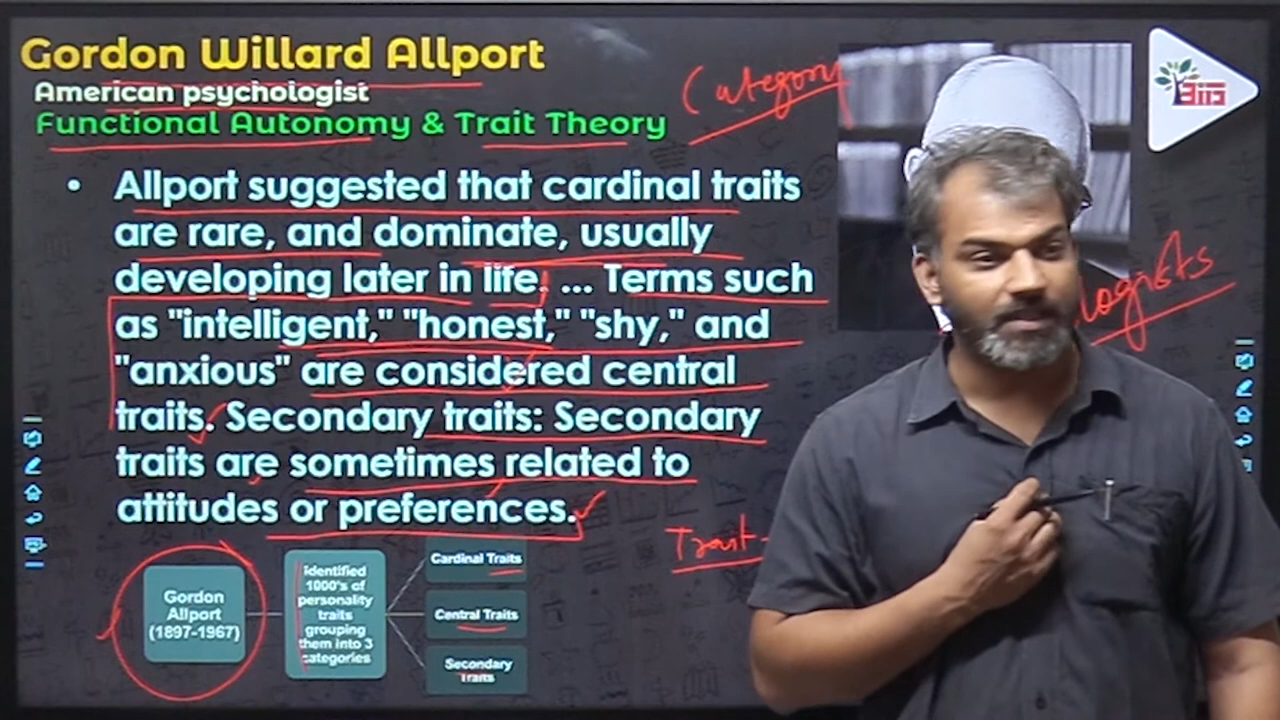 Gordon Willard Allport
American psychologist
Functional Autonomy & Trait Theory
Category
• Allport suggested that cardinal traits
are rare, and dominate, usually
developing later in life. ... Terms such
as "intelligent," "honest," "shy," and
"anxious" are considered central
traits. Secondary traits: Secondary
traits are sometimes related to
attitudes or preferences.
logists
Trait-
Gordon
Allport
(1897-1967)
Identified
1000's of
personality
traits
grouping
them into 3
categories
Cardinal Traits
Central Traits
Secondary
Traits